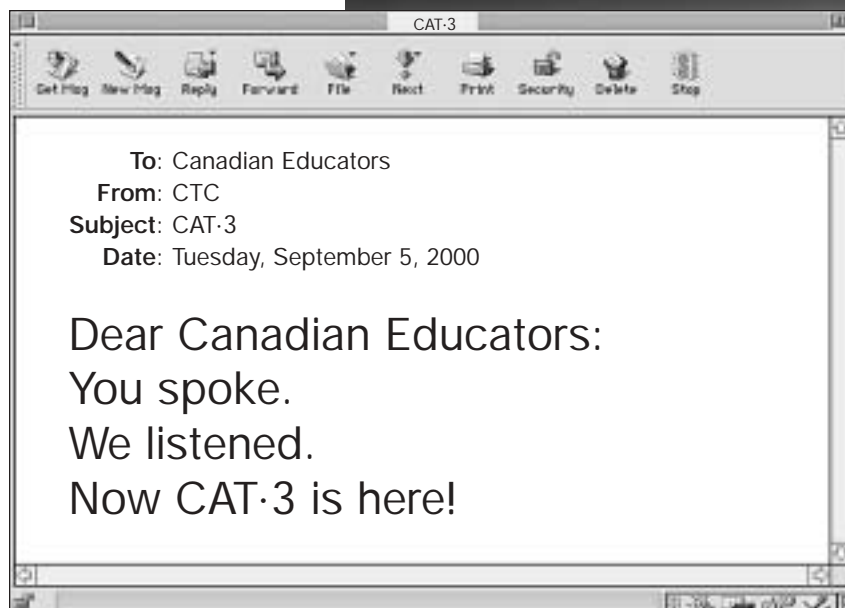 CAT·3
Get Msg New Msg Reply Forward File Next Print Security Delete Stop
To: Canadian Educators
From: CTC
Subject: CAT·3
Date: Tuesday, September 5, 2000
Dear Canadian Educators:
You spoke.
We listened.
Now CAT·3 is here!